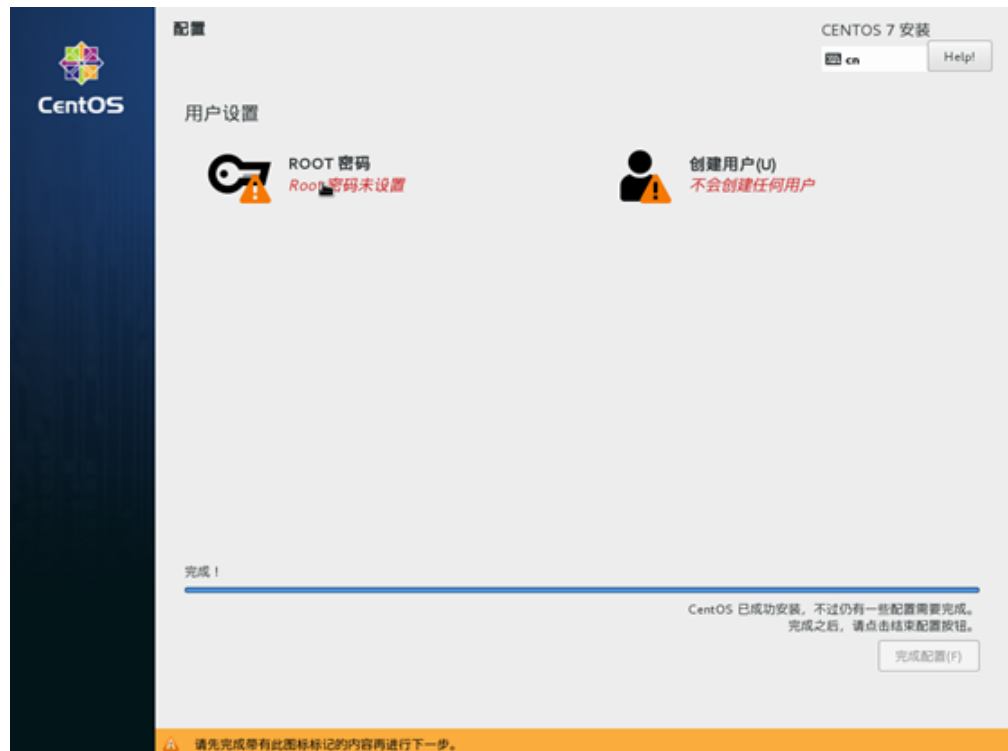 配置
CENTOS 7 安装
cn
Help!
CentOS
用户设置
ROOT 密码
Root 密码未设置
创建用户(U)
不会创建任何用户
完成！
CentOS 已成功安装，不过仍有一些配置需要完成。
完成之后，请点击结束配置按钮。
完成配置(F)
请先完成带有此图标标记的内容再进行下一步。